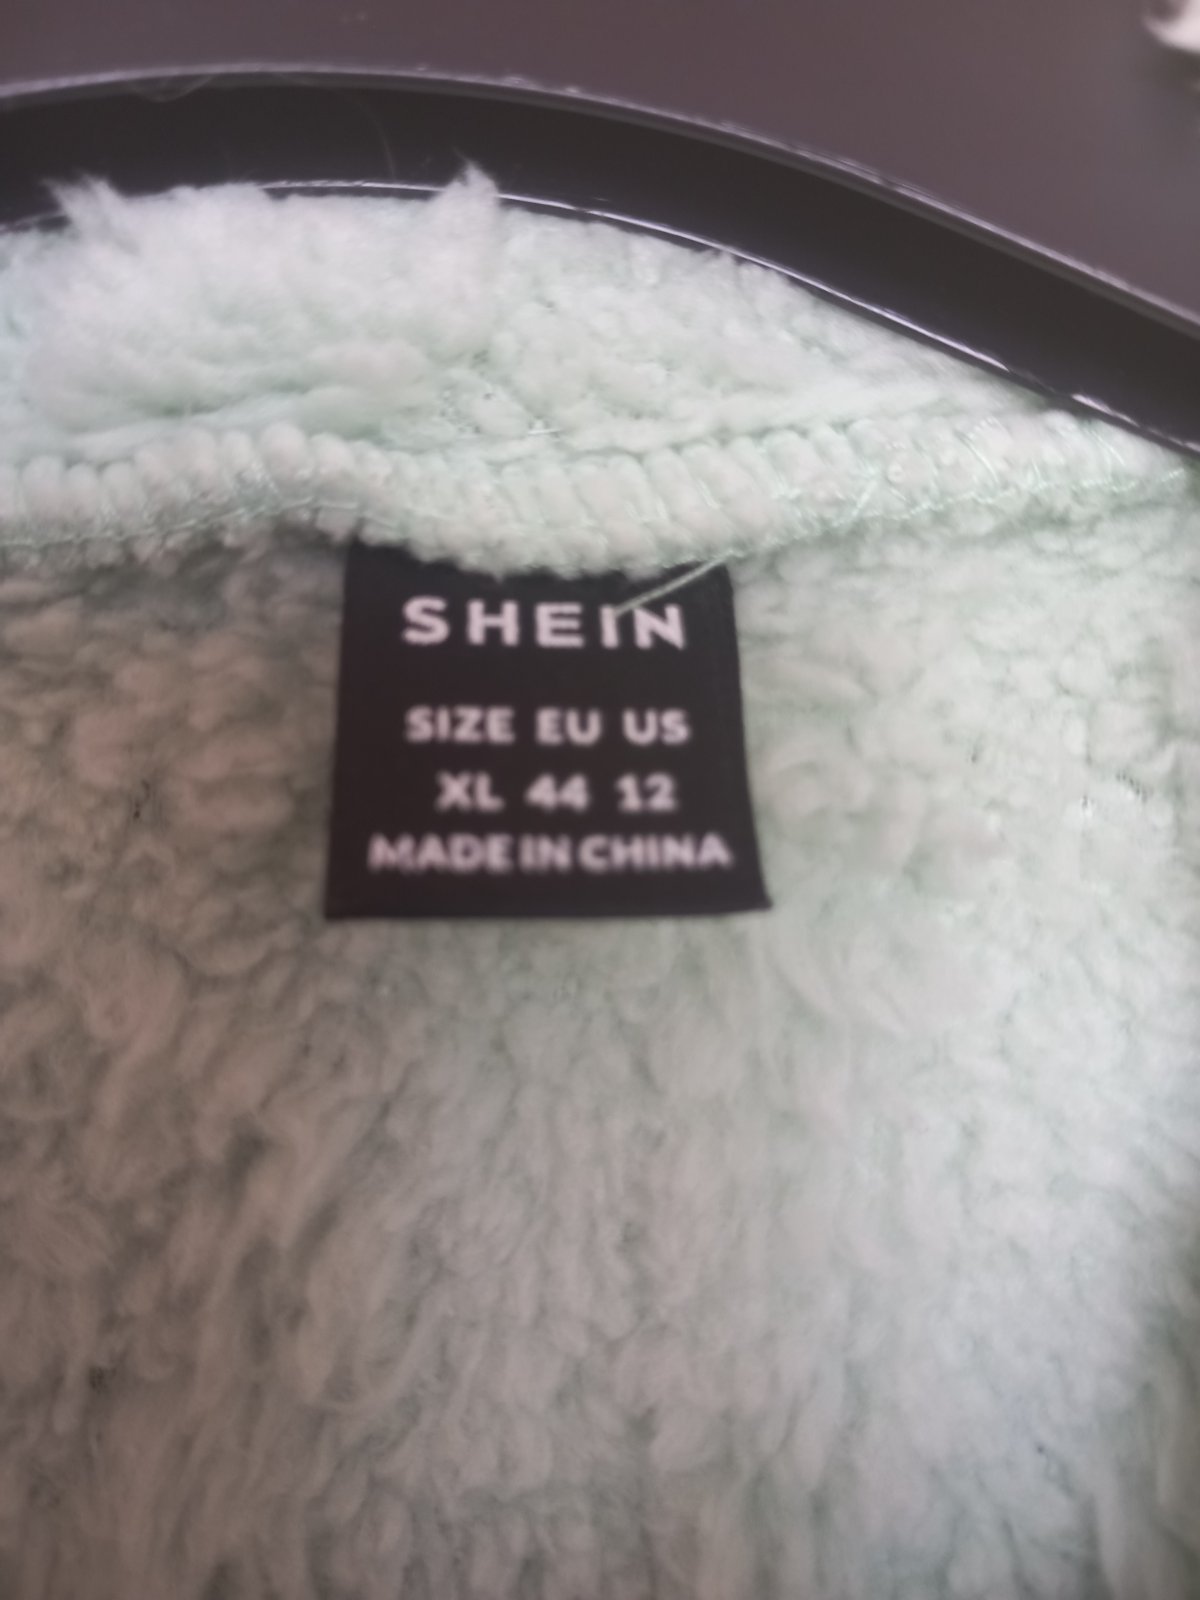 SHEIN
SIZE EU US
XL 44 12
MADE IN CHINA